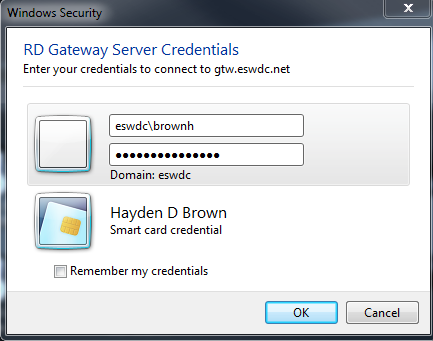 Windows Security
RD Gateway Server Credentials
Enter your credentials to connect to gtw.eswdc.net
eswdc\brownh
●●●●●●●●●●●●●●●
Domain: eswdc
Hayden D Brown
Smart card credential
Remember my credentials
OK
Cancel